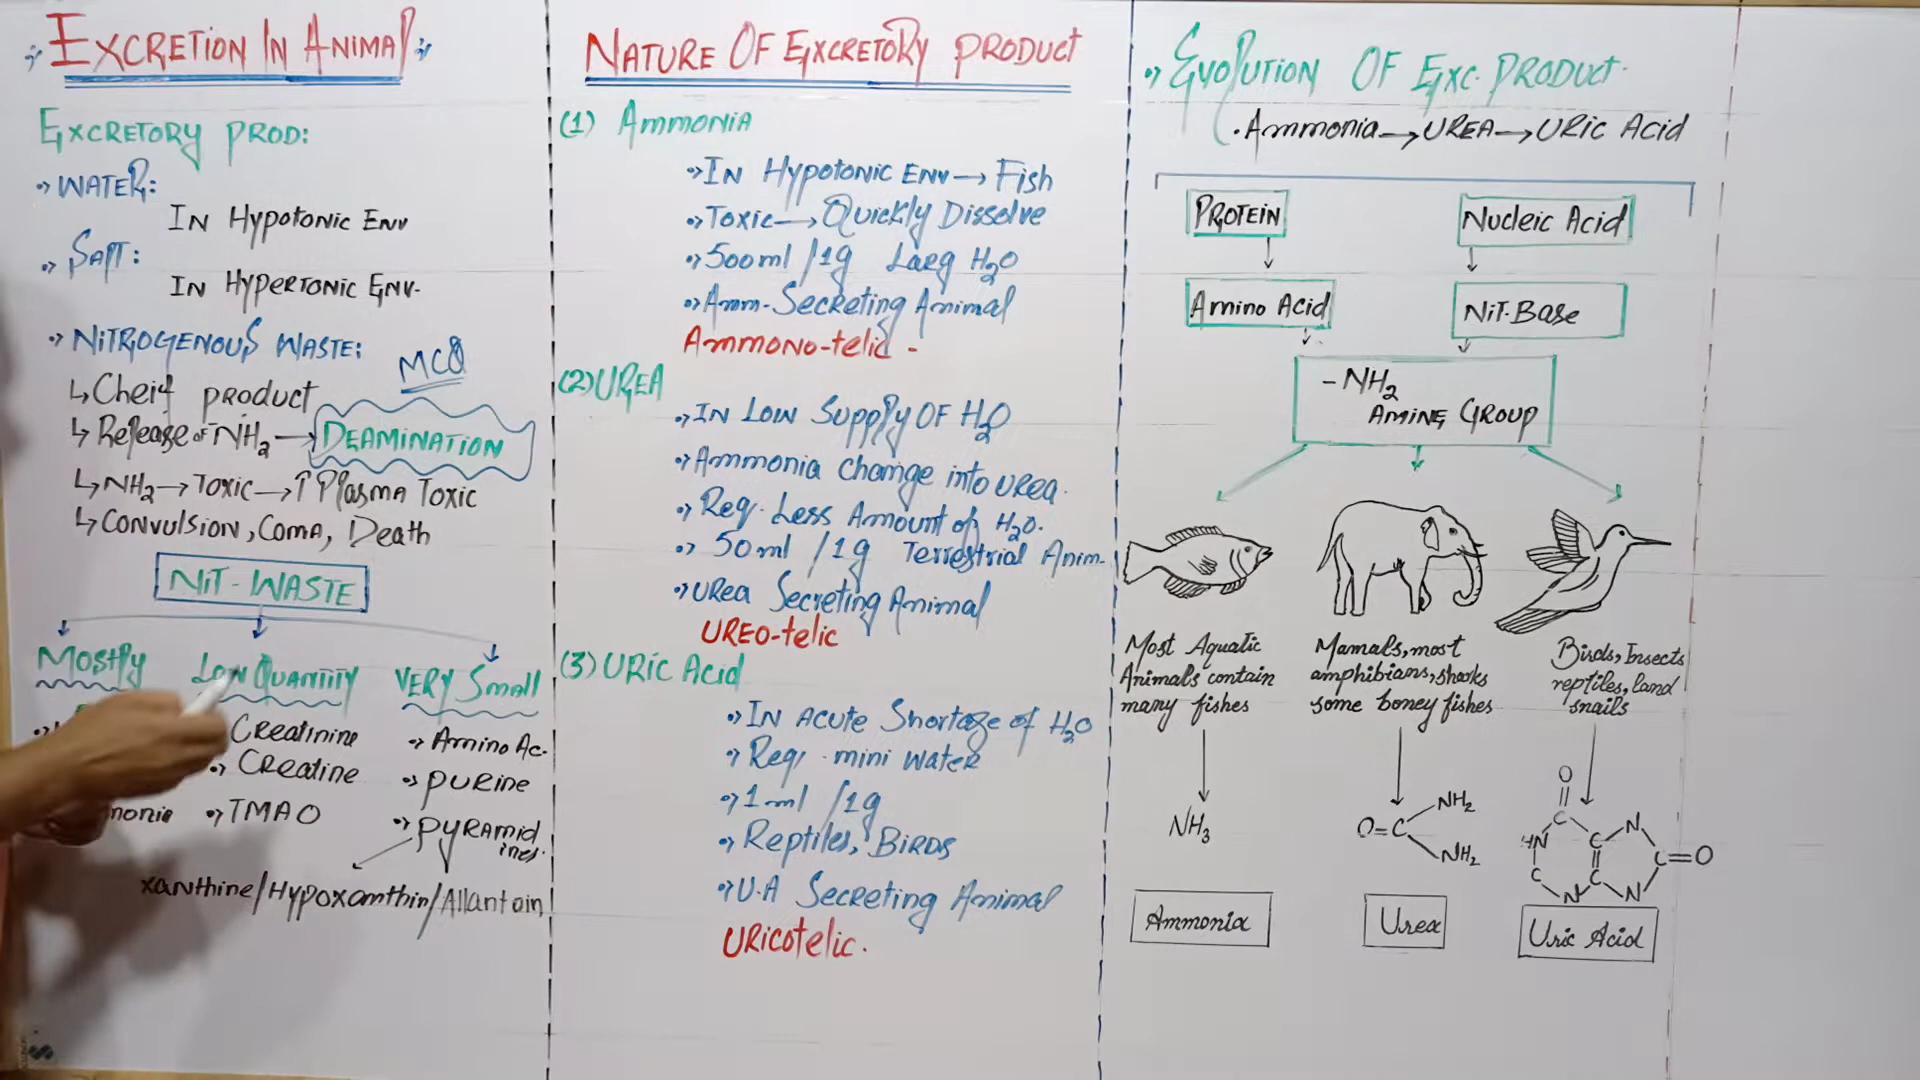 EXCRETION IN ANIMAL
EXCRETORY PROD:
WATER:
IN Hypotonic ENV
SALT:
IN HYPERTONIC ENV.
NITROGENOUS WASTE:
MCQ
Cheif product
Release of NH2 → DEAMINATION
NH2 → Toxic → ↑ Plasma Toxic
Convulsion, Coma, Death
NIT-WASTE
MOSTLY
LOW QUANTITY
VERY Small
Creatinine
Creatine
TMAO
Amino Ac.
PURINE
PYRAMID
ines.
xanthine/Hypoxanthin/Allantoin
NATURE OF EXCRETORY PRODUCT
(1) Ammonia
IN Hypotonic Env → Fish
Toxic → Quickly Dissolve
500ml/1g Larg H2O
Amm-Secreting Animal
Ammono-telic -
(2) UREA
IN LOW SUPPLY OF H2O
Ammonia Change into urea.
Req. Less Amount of H2O.
50ml/1g Terrestrial Anim.
Urea Secreting Animal
UREO-telic
(3) URIC Acid
IN ACUTE Shortage of H2O
Req. mini water
1ml/1g
Reptiles, BIRDS
U.A Secreting Animal
URICOtelic.
EVOLUTION OF EXC. PRODUCT.
.Ammonia → UREA → URIC Acid
PROTEIN
Nucleic Acid
Amino Acid
NIT-Base
-NH2
AMINE GROUP
Most Aquatic
Animals contain
many fishes
Mamals, most
amphibians, sharks
some boney fishes
Birds, Insects
reptiles, land
snails
NH3
O=C
NH2
NH2
O
C
HN
C
N
C
C
N
N
C=O
Ammonia
Urea
Uric Acid